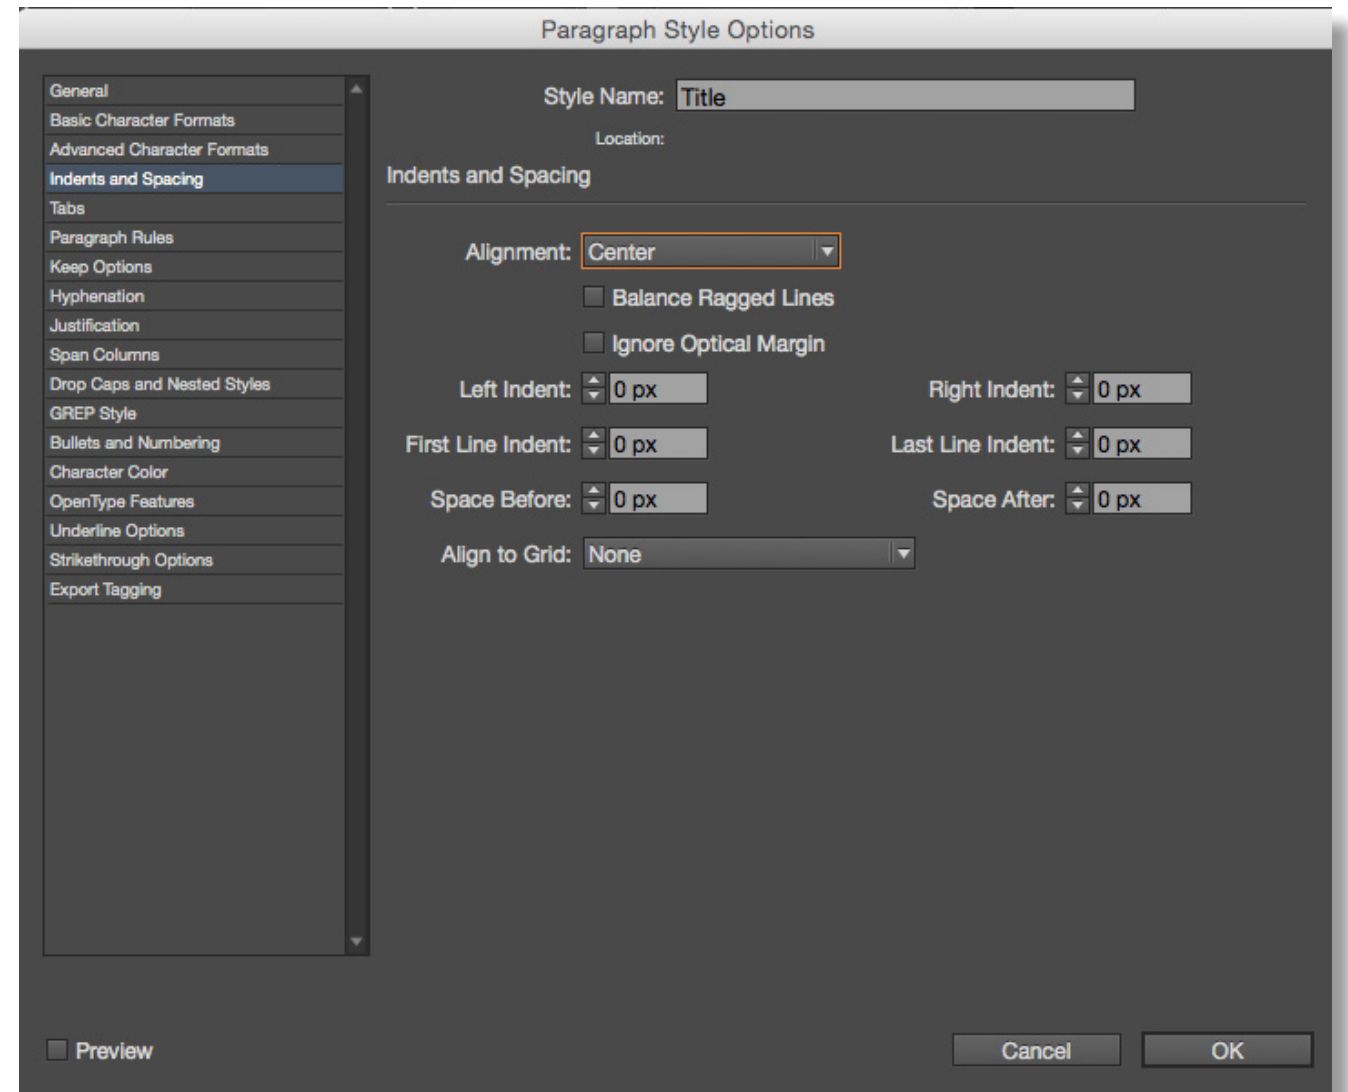 Paragraph Style Options
General
Basic Character Formats
Advanced Character Formats
Indents and Spacing
Tabs
Paragraph Rules
Keep Options
Hyphenation
Justification
Span Columns
Drop Caps and Nested Styles
GREP Style
Bullets and Numbering
Character Color
OpenType Features
Underline Options
Strikethrough Options
Export Tagging
Style Name: Title
Location:
Indents and Spacing
Alignment: Center
Balance Ragged Lines
Ignore Optical Margin
Left Indent: 0 px Right Indent: 0 px
First Line Indent: 0 px Last Line Indent: 0 px
Space Before: 0 px Space After: 0 px
Align to Grid: None
Preview Cancel OK